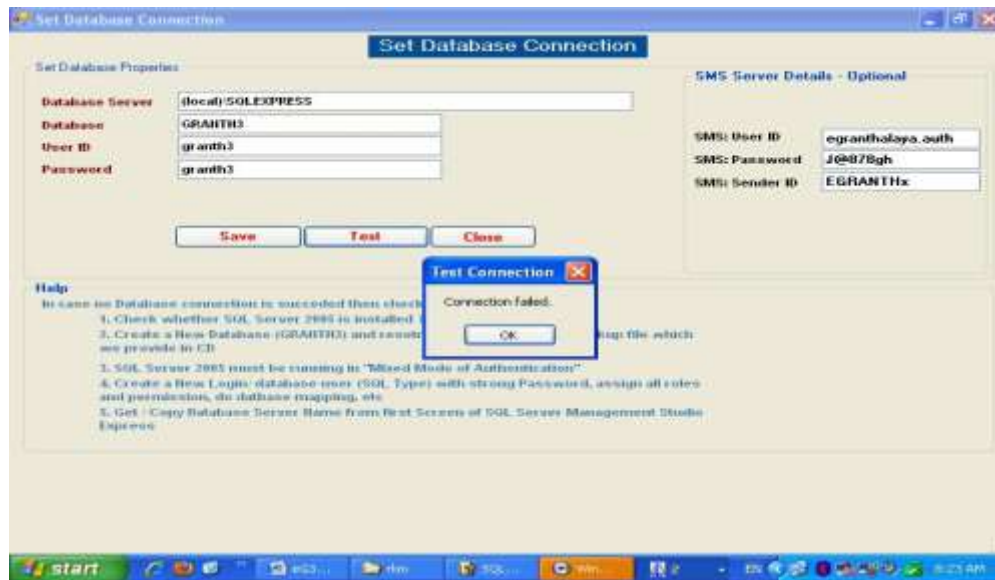 Set Database Connection
Set Database Connection
Set Database Properties
Database Server (local)\SQLEXPRESS
Database GRANTH3
User ID granth3
Password granth3
SMS Server Details - Optional
SMS: User ID egranthalaya.auth
SMS: Password J@878gh
SMS: Sender ID EGRANTHx
Save Test Close
Test Connection
Connection failed.
OK
Help
In case no Database connection is succeded then check
1. Check whether SQL Server 2005 is installed
2. Create a New Database (GRANTH3) and file which
we provide in CD
3. SQL Server 2005 must be running in "Mixed Mode of Authentication"
4. Create a New Login/database user (SQL Type) with strong Password, assign all roles
and permission, do mapping, etc
5. Get / Copy Database Server Name from first Screen of SQL Server Management Studio
Express
start
EN
8:23 AM